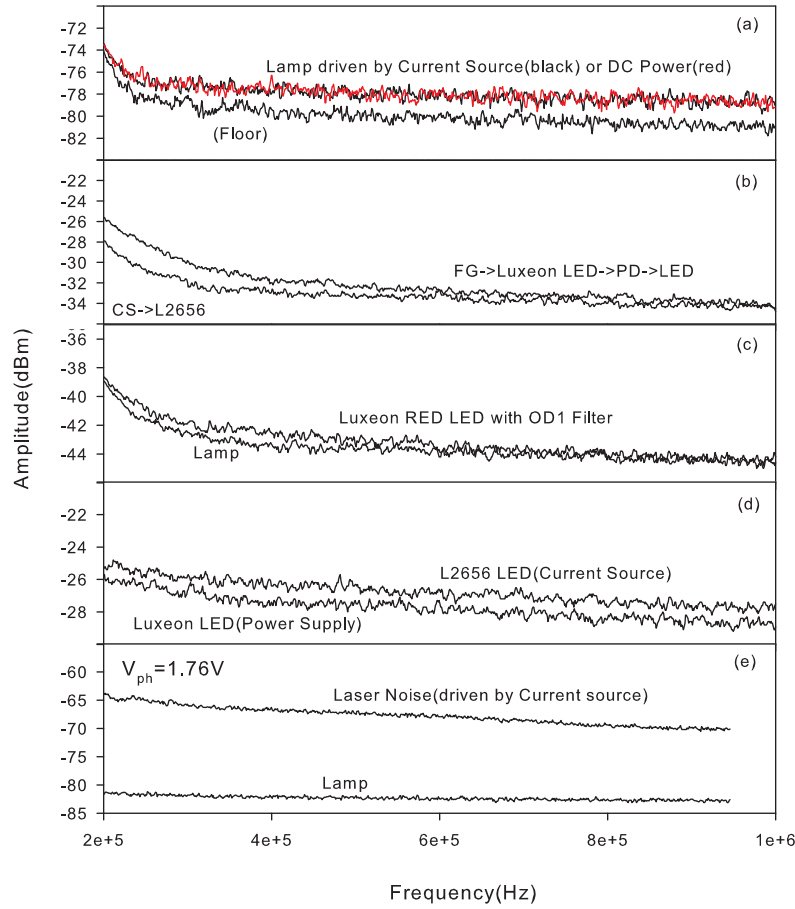 Amplitude(dBm)
-72
-74
-76
-78
-80
-82
(a)
Lamp driven by Current Source(black) or DC Power(red)
(Floor)
-22
-24
-26
-28
-30
-32
-34
(b)
FG->Luxeon LED->PD->LED
CS->L2656
-36
-38
-40
-42
-44
(c)
Luxeon RED LED with OD1 Filter
Lamp
-22
-24
-26
-28
(d)
L2656 LED(Current Source)
Luxeon LED(Power Supply)
-60
-65
-70
-75
-80
-85
(e)
Vph=1.76V
Laser Noise(driven by Current source)
Lamp
2e+5 4e+5 6e+5 8e+5 1e+6
Frequency(Hz)